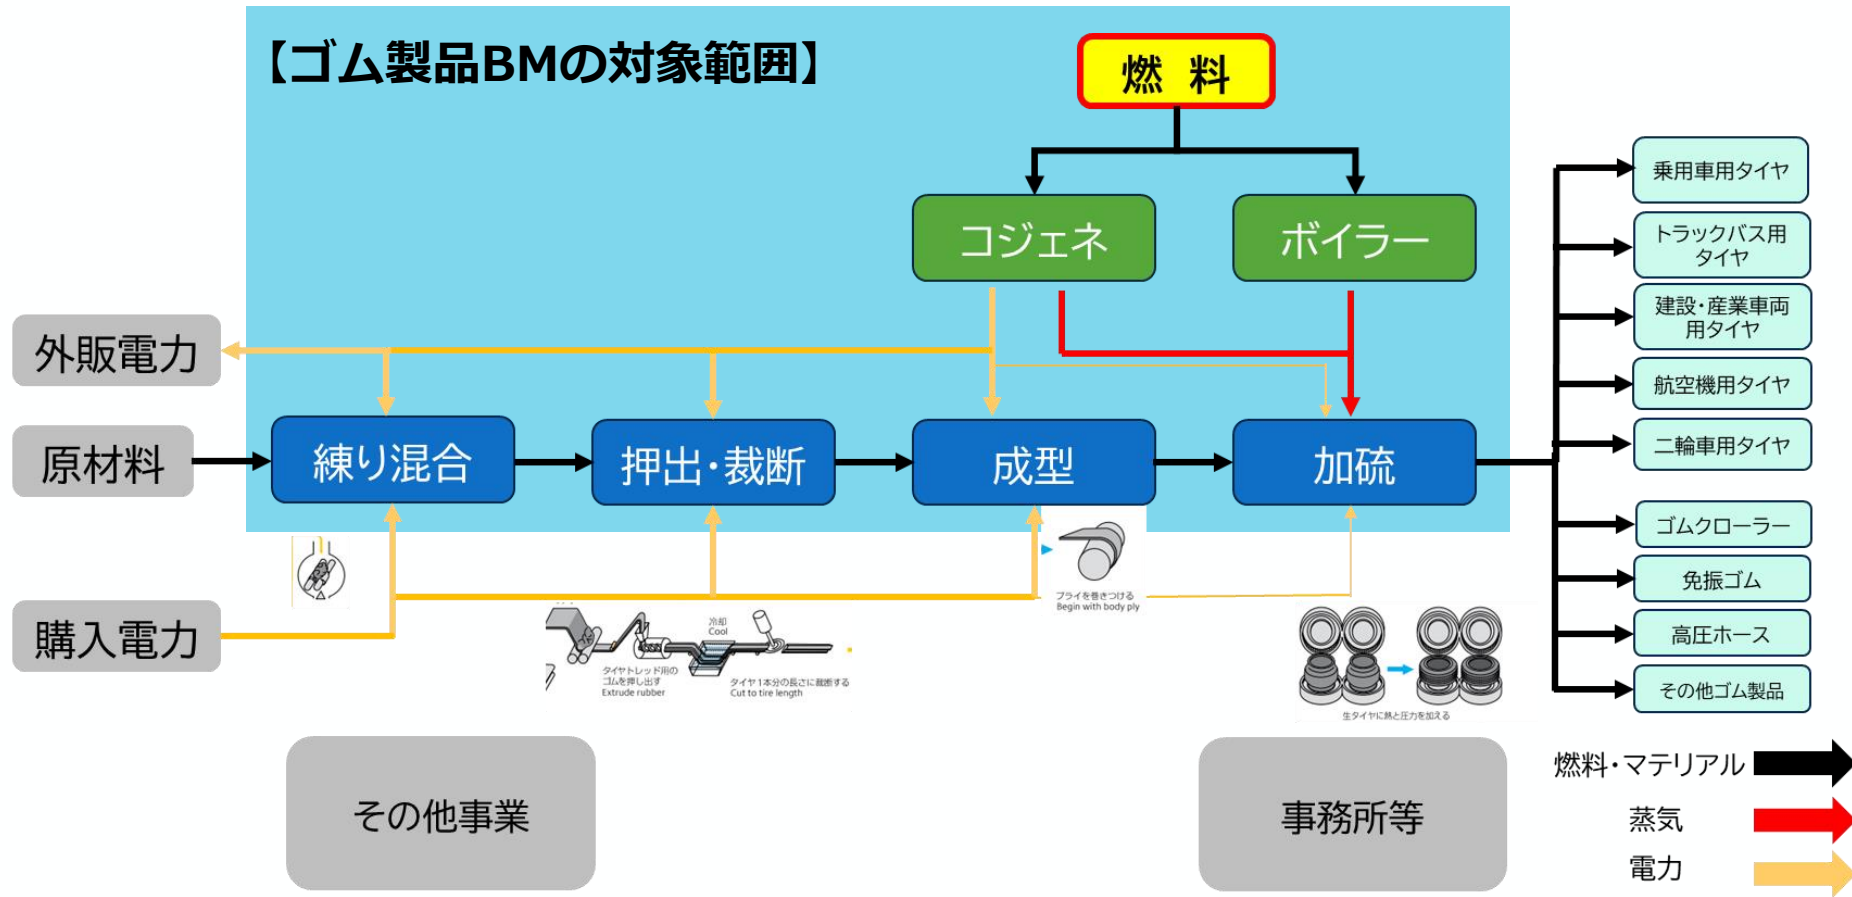 【ゴム製品BMの対象範囲】
燃 料
コジェネ
ボイラー
外販電力
原材料
購入電力
練り混合
押出・裁断
成型
加硫
乗用車用タイヤ
トラックバス用
タイヤ
建設・産業車両
用タイヤ
航空機用タイヤ
二輪車用タイヤ
ゴムクローラー
免振ゴム
高圧ホース
その他ゴム製品
プライを巻きつける
Begin with body ply
冷却
Cool
タイヤトレッド用の
ゴムを押し出す
Extrude rubber
タイヤ1本分の長さに裁断する
Cut to tire length
生タイヤに熱と圧力を加える
その他事業
事務所等
燃料・マテリアル
蒸気
電力